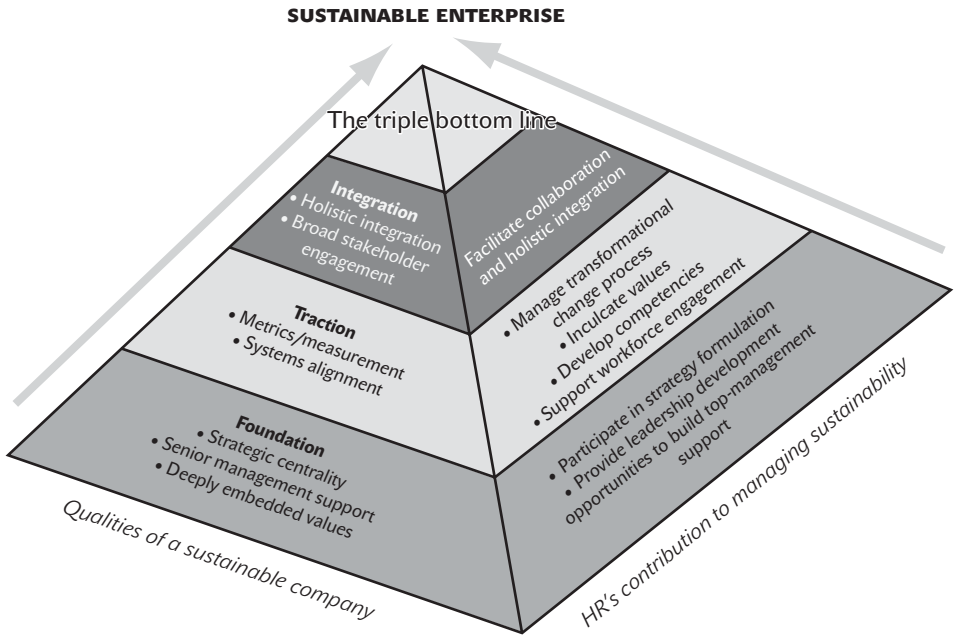 SUSTAINABLE ENTERPRISE
The triple bottom line
Integration
• Holistic integration
• Broad stakeholder
engagement
Facilitate collaboration
and holistic integration
Traction
• Metrics/measurement
• Systems alignment
• Manage transformational
change process
• Inculcate values
• Develop competencies
• Support workforce engagement
Foundation
• Strategic centrality
• Senior management support
• Deeply embedded values
• Participate in strategy formulation
• Provide leadership development
opportunities to build top-management
support
Qualities of a sustainable company
HR's contribution to managing sustainability